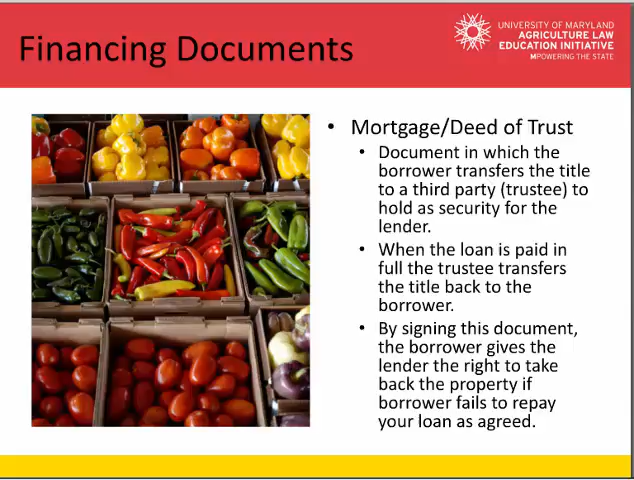 Financing Documents
UNIVERSITY OF MARYLAND
AGRICULTURE LAW
EDUCATION INITIATIVE
MPOWERING THE STATE
• Mortgage/Deed of Trust
• Document in which the
borrower transfers the title
to a third party (trustee) to
hold as security for the
lender.
• When the loan is paid in
full the trustee transfers
the title back to the
borrower.
• By signing this document,
the borrower gives the
lender the right to take
back the property if
borrower fails to repay
your loan as agreed.